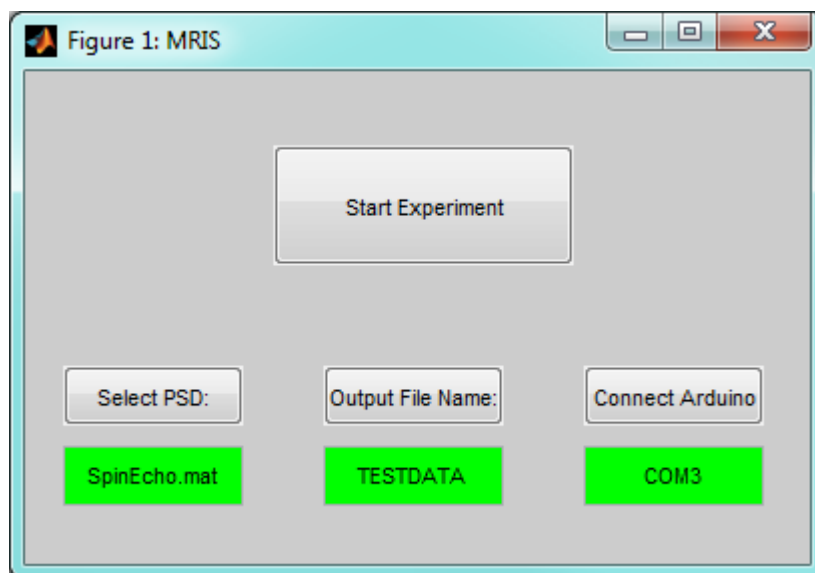 Figure 1: MRIS
Start Experiment
Select PSD:
Output File Name:
Connect Arduino
SpinEcho.mat
TESTDATA
COM3